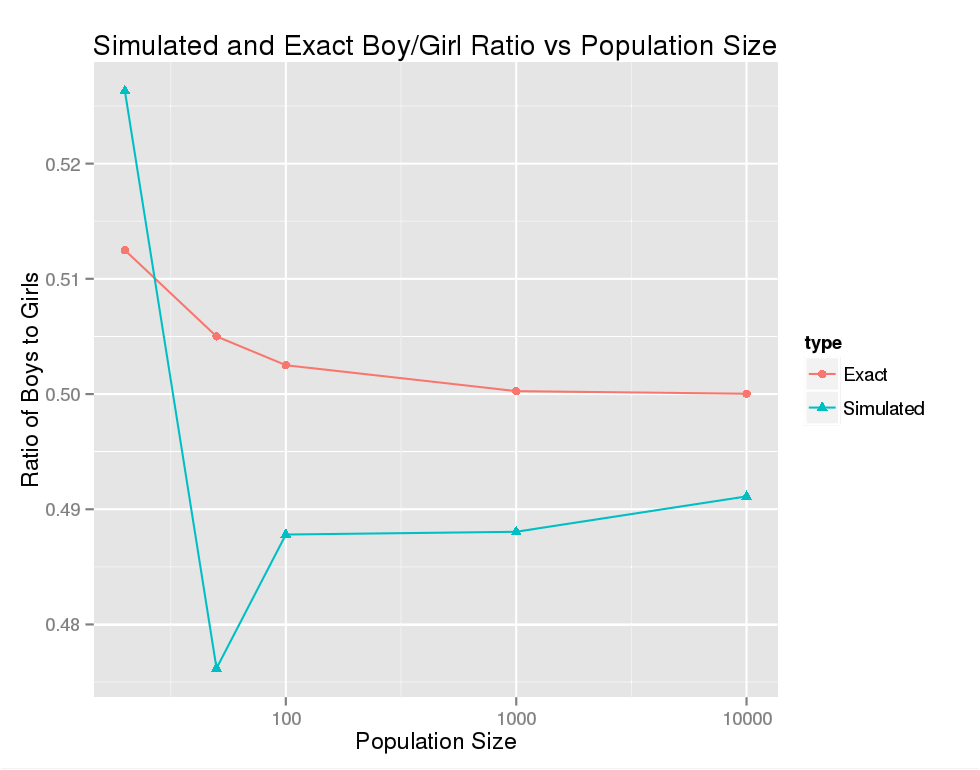 Simulated and Exact Boy/Girl Ratio vs Population Size
Ratio of Boys to Girls
0.52
0.51
0.50
0.49
0.48
100
1000
10000
Population Size
type
Exact
Simulated